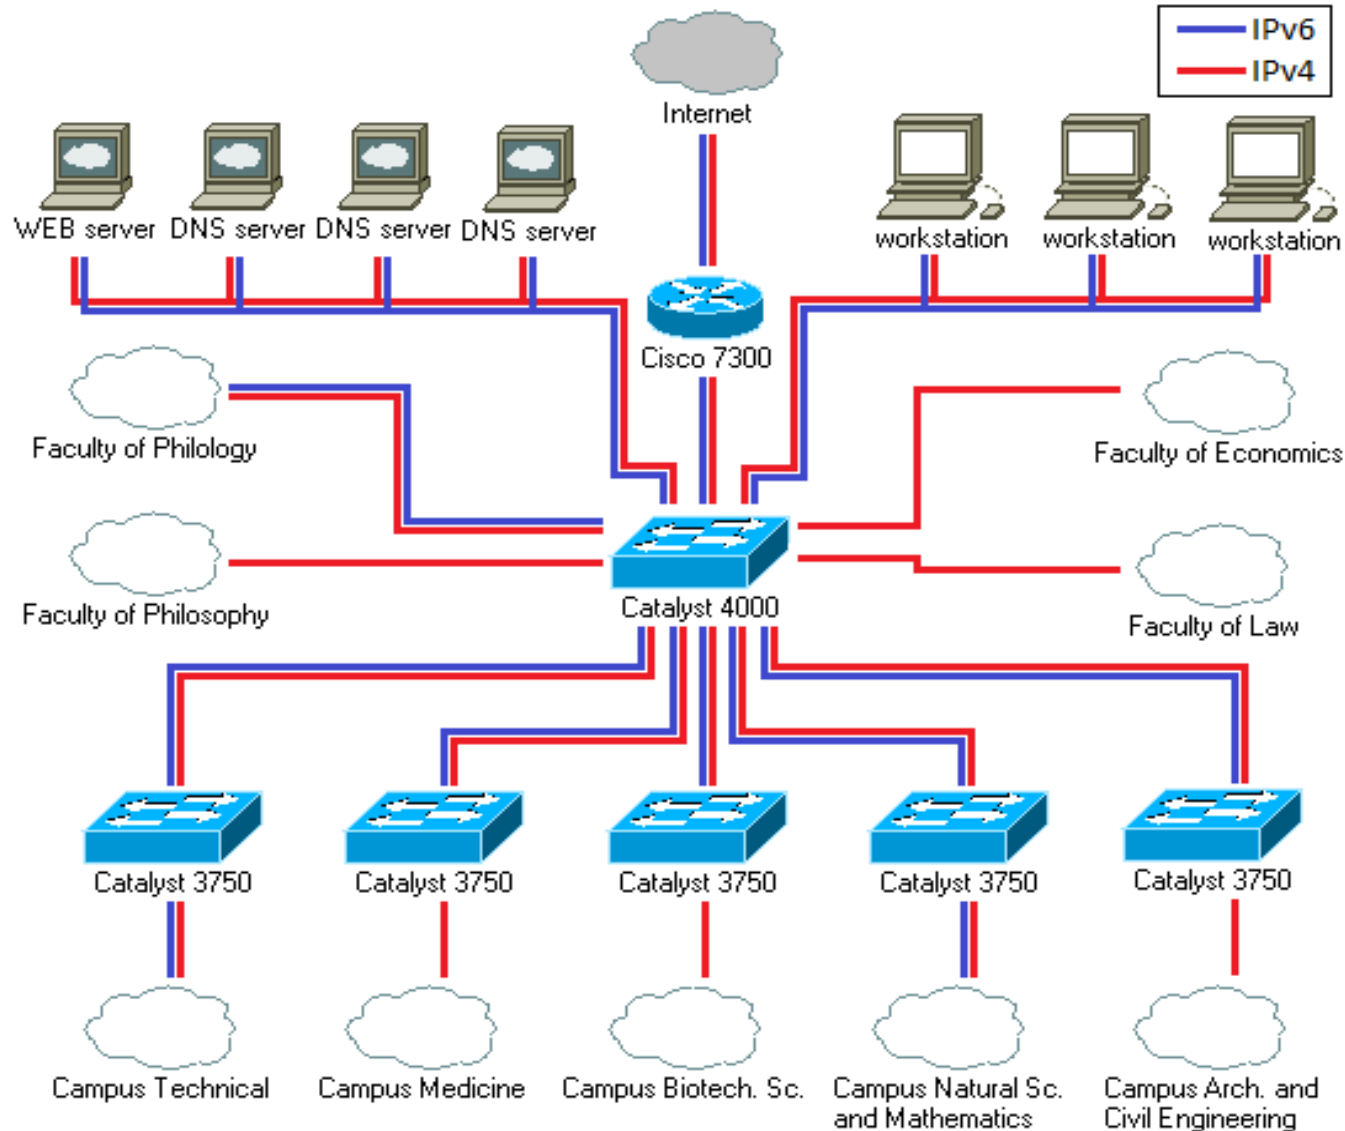 IPv6
IPv4
Internet
WEB server
DNS server
DNS server
DNS server
workstation
workstation
workstation
Cisco 7300
Faculty of Philology
Faculty of Economics
Faculty of Philosophy
Catalyst 4000
Faculty of Law
Catalyst 3750
Catalyst 3750
Catalyst 3750
Catalyst 3750
Catalyst 3750
Campus Technical
Campus Medicine
Campus Biotech. Sc.
Campus Natural Sc.
and Mathematics
Campus Arch. and
Civil Engineering